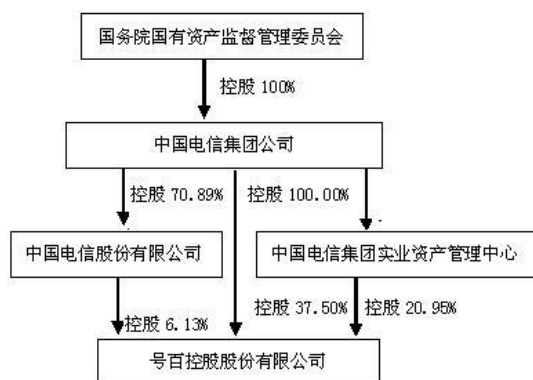 国务院国有资产监督管理委员会
控股 100%
中国电信集团公司
控股 70.89%
控股 100.00%
中国电信股份有限公司
中国电信集团实业资产管理中心
控股 6.13%
控股 37.50%
控股 20.95%
号百控股股份有限公司